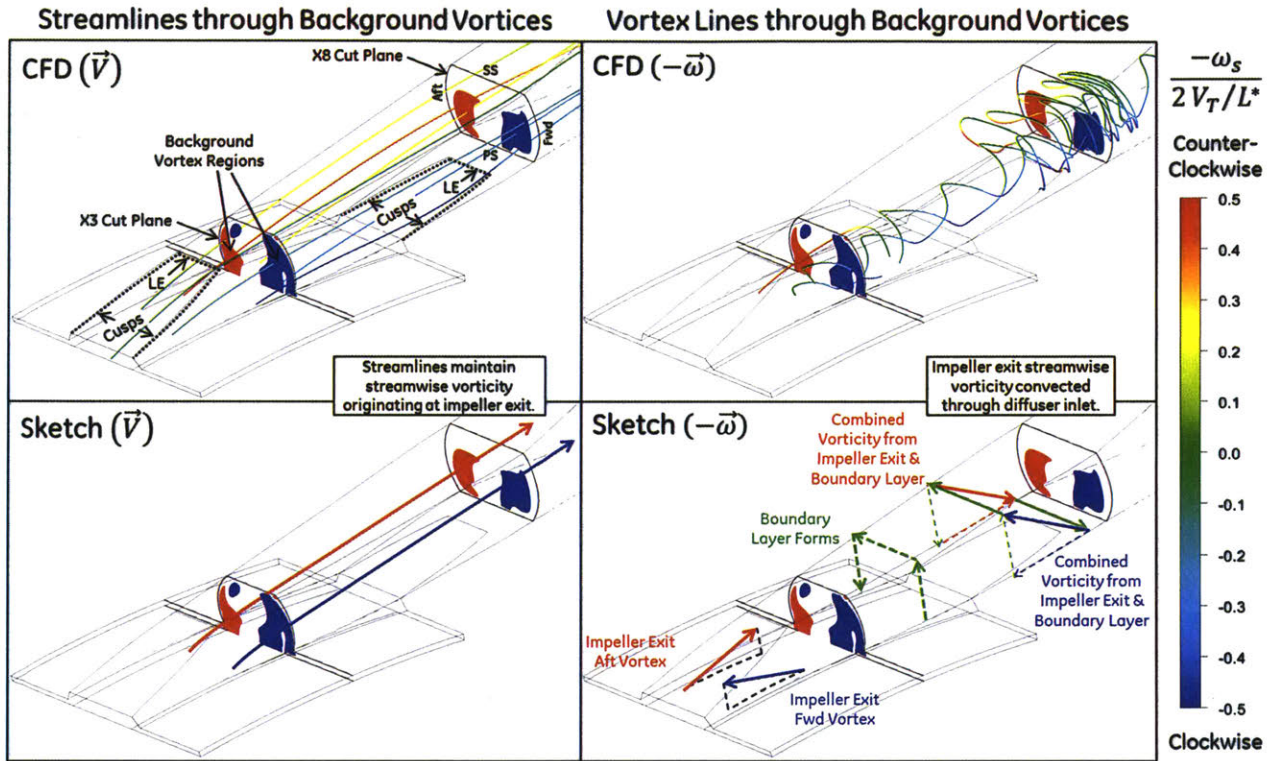 Streamlines through Background Vortices
Vortex Lines through Background Vortices
CFD (V⃗)
X8 Cut Plane
SS
Aft
Fwd
PS
Background
Vortex Regions
LE
Cusps
X3 Cut Plane
LE
Cusps
Streamlines maintain
streamwise vorticity
originating at impeller exit.
CFD (−ω⃗)
Impeller exit streamwise
vorticity convected
through diffuser inlet.
Sketch (V⃗)
Sketch (−ω⃗)
Combined
Vorticity from
Impeller Exit &
Boundary Layer
Boundary
Layer Forms
Combined
Vorticity from
Impeller Exit &
Boundary Layer
Impeller Exit
Aft Vortex
Impeller Exit
Fwd Vortex
−ωs
2 VT/L*
Counter-
Clockwise
0.5
0.4
0.3
0.2
0.1
0.0
-0.1
-0.2
-0.3
-0.4
-0.5
Clockwise